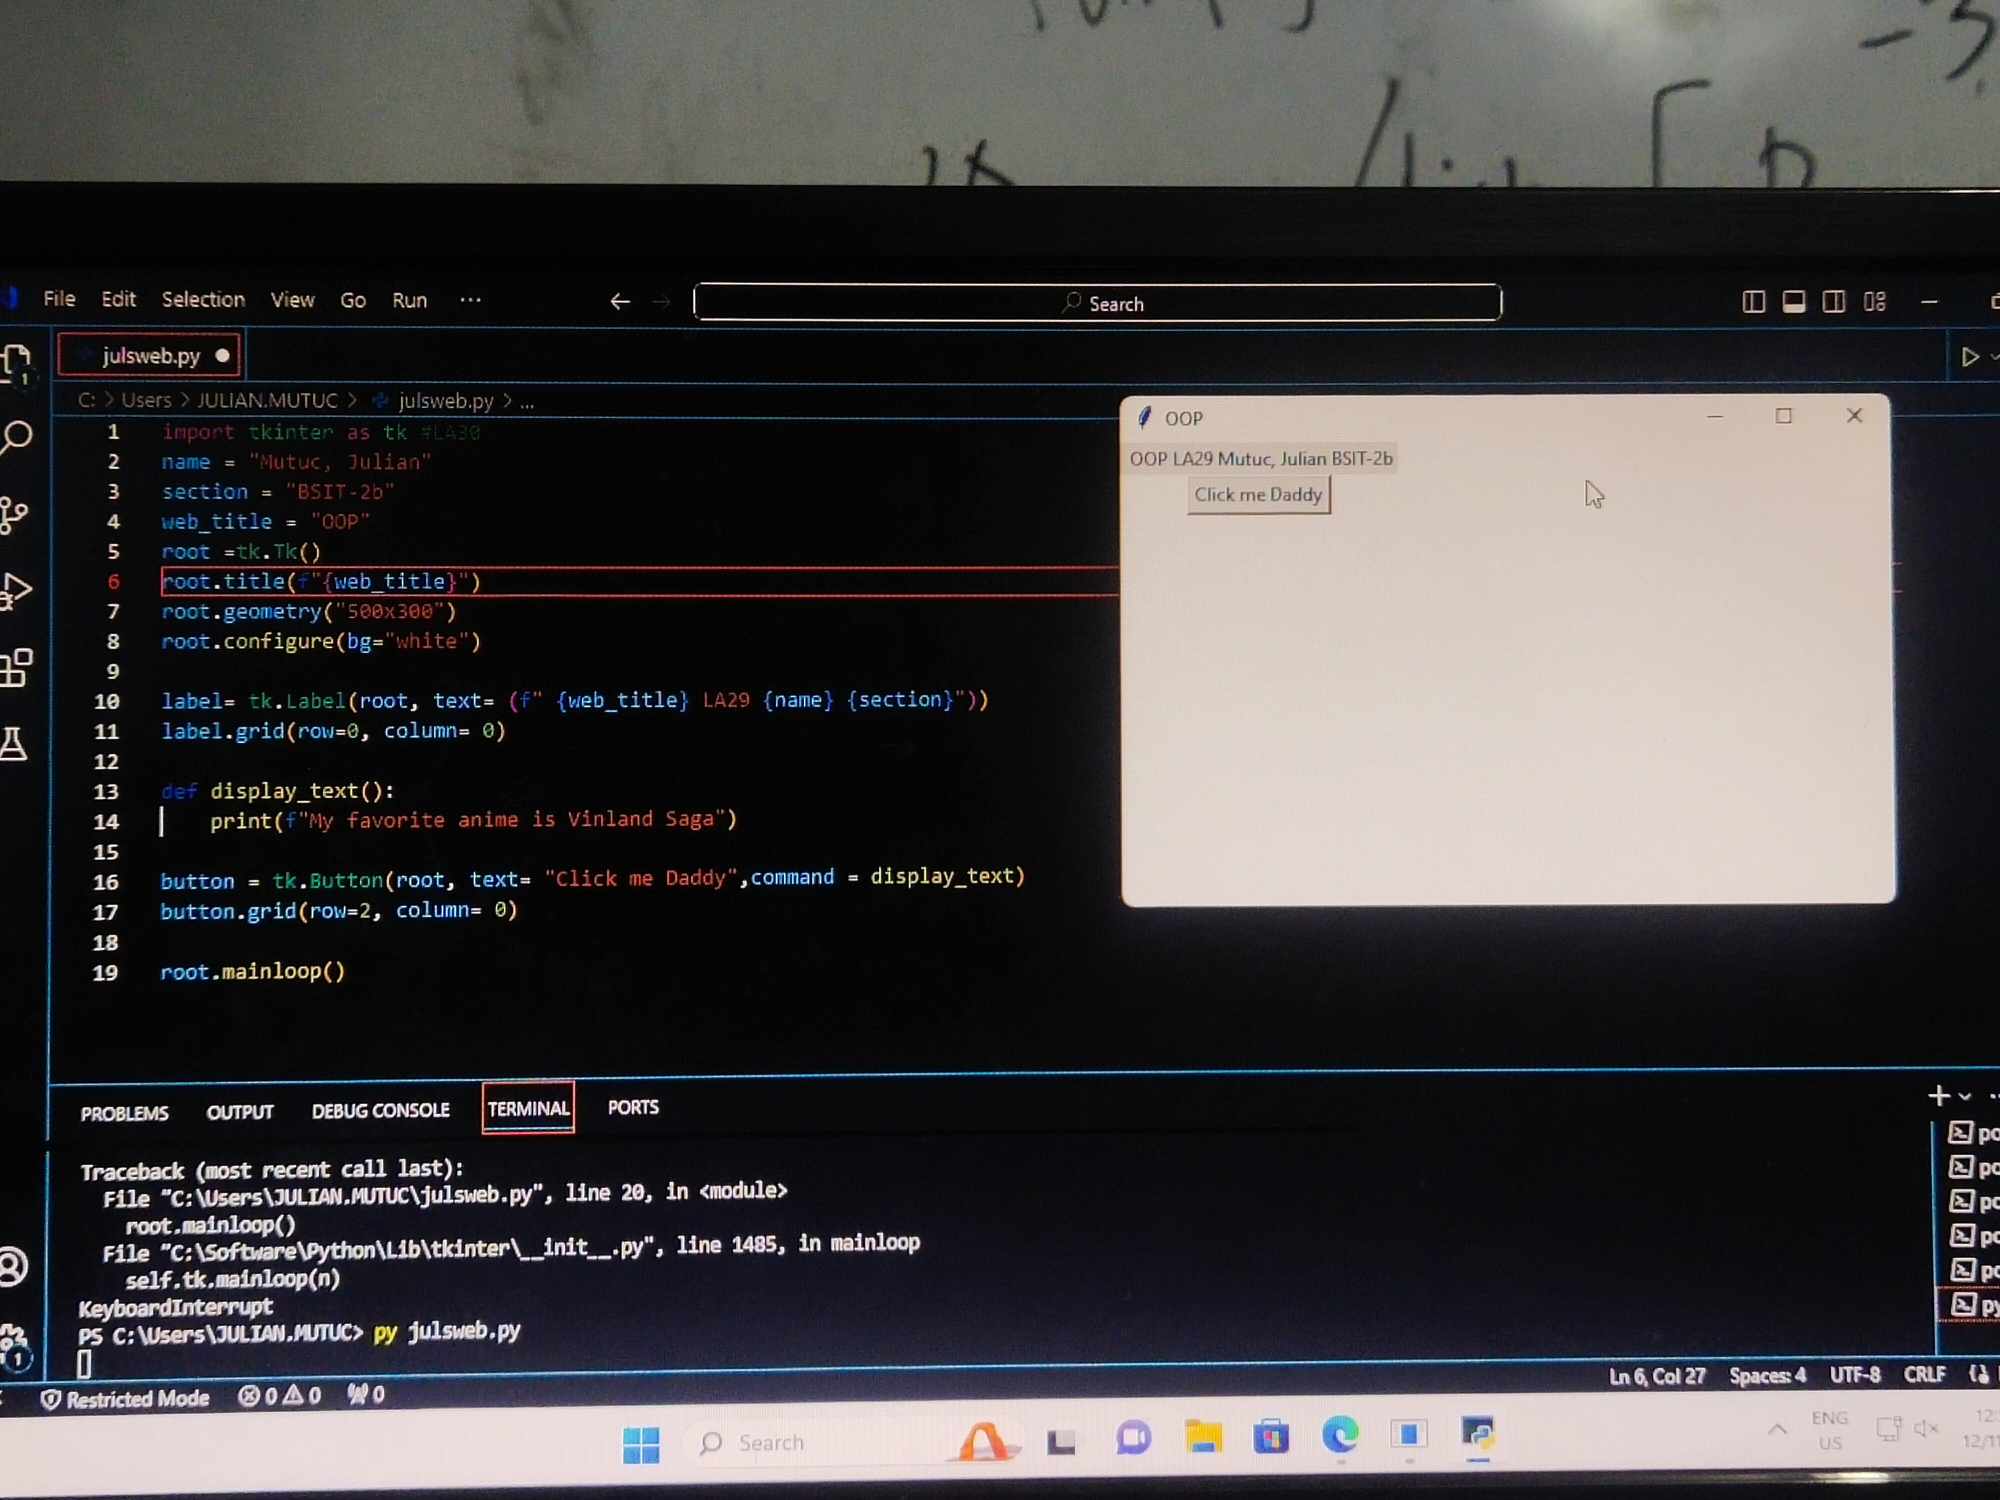 File Edit Selection View Go Run ...
Search
julsweb.py
C: > Users > JULIAN.MUTUC > julsweb.py > ...
1 import tkinter as tk #LA30
2 name = "Mutuc, Julian"
3 section = "BSIT-2b"
4 web_title = "OOP"
5 root =tk.Tk()
6 root.title(f"{web_title}")
7 root.geometry("500x300")
8 root.configure(bg="white")
9
10 label= tk.Label(root, text= (f" {web_title} LA29 {name} {section}"))
11 label.grid(row=0, column= 0)
12
13 def display_text():
14 print(f"My favorite anime is Vinland Saga")
15
16 button = tk.Button(root, text= "Click me Daddy",command = display_text)
17 button.grid(row=2, column= 0)
18
19 root.mainloop()
OOP
OOP LA29 Mutuc, Julian BSIT-2b
Click me Daddy
PROBLEMS OUTPUT DEBUG CONSOLE TERMINAL PORTS
Traceback (most recent call last):
File "C:\Users\JULIAN.MUTUC\julsweb.py", line 20, in <module>
root.mainloop()
File "C:\Software\Python\Lib\tkinter\__init__.py", line 1485, in mainloop
self.tk.mainloop(n)
KeyboardInterrupt
PS C:\Users\JULIAN.MUTUC> py julsweb.py
Restricted Mode 0 0 0
Ln 6, Col 27 Spaces: 4 UTF-8 CRLF
Search
ENG
US